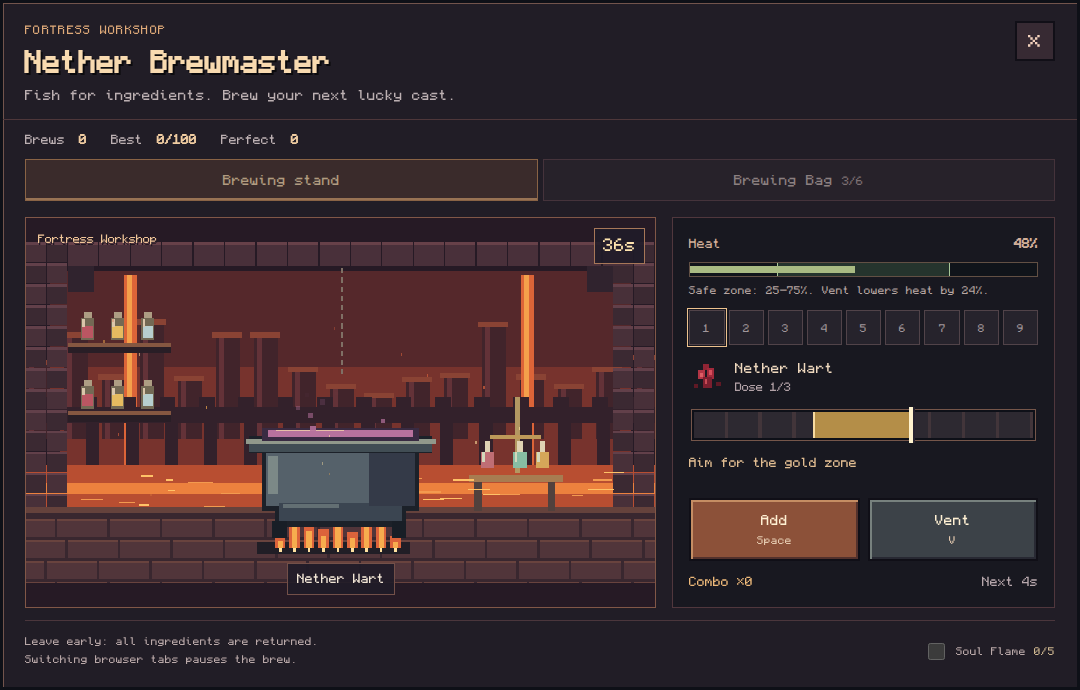 FORTRESS WORKSHOP
Nether Brewmaster
Fish for ingredients. Brew your next lucky cast.
X
Brews 0 Best 0/100 Perfect 0
Brewing stand
Brewing Bag 3/6
Fortress Workshop
36s
Nether Wart
Heat 48%
Safe zone: 25-75%. Vent lowers heat by 24%.
1 2 3 4 5 6 7 8 9
Nether Wart
Dose 1/3
Aim for the gold zone
Add
Space
Vent
V
Combo ×0 Next 4s
Leave early: all ingredients are returned.
Switching browser tabs pauses the brew.
Soul Flame 0/5